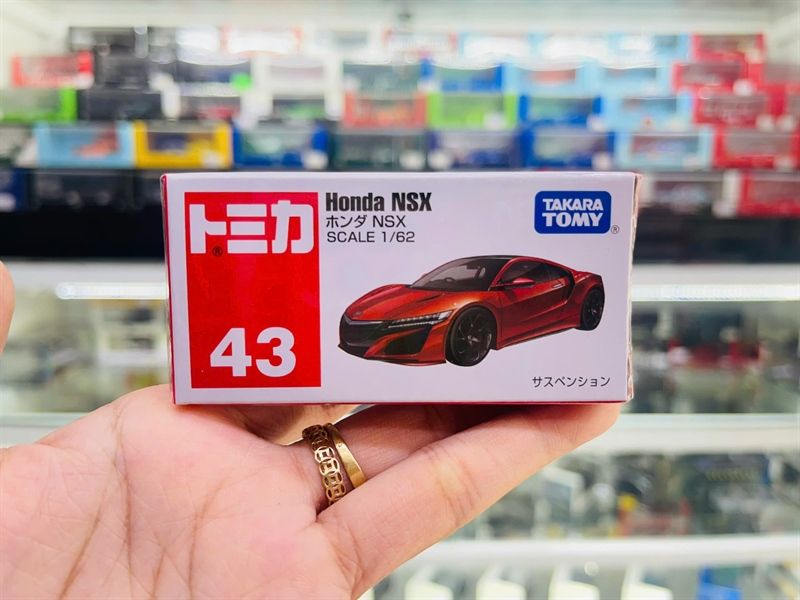 トミカ
®
43
Honda NSX
ホンダ NSX
SCALE 1/62
TAKARA
TOMY
®
サスペンション